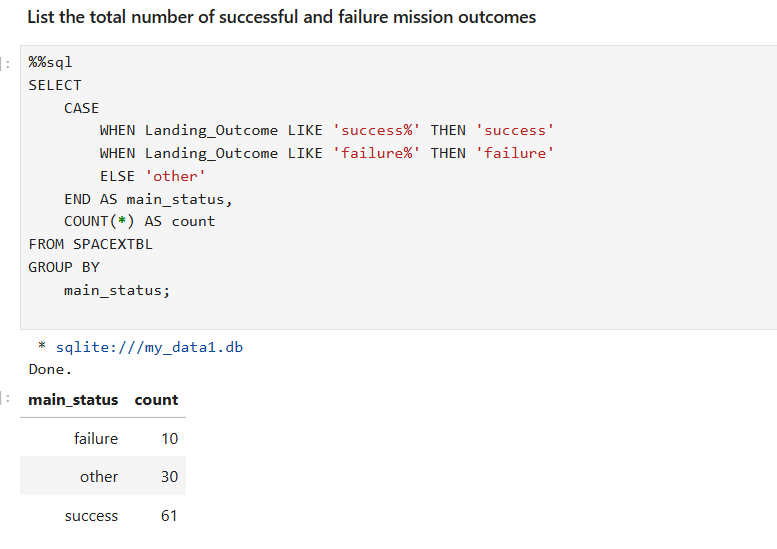 List the total number of successful and failure mission outcomes
]:
%%sql
SELECT
    CASE
        WHEN Landing_Outcome LIKE 'success%' THEN 'success'
        WHEN Landing_Outcome LIKE 'failure%' THEN 'failure'
        ELSE 'other'
    END AS main_status,
    COUNT(*) AS count
FROM SPACEXTBL
GROUP BY
    main_status;
* sqlite:///my_data1.db
Done.
]:
main_status count
failure 10
other 30
success 61